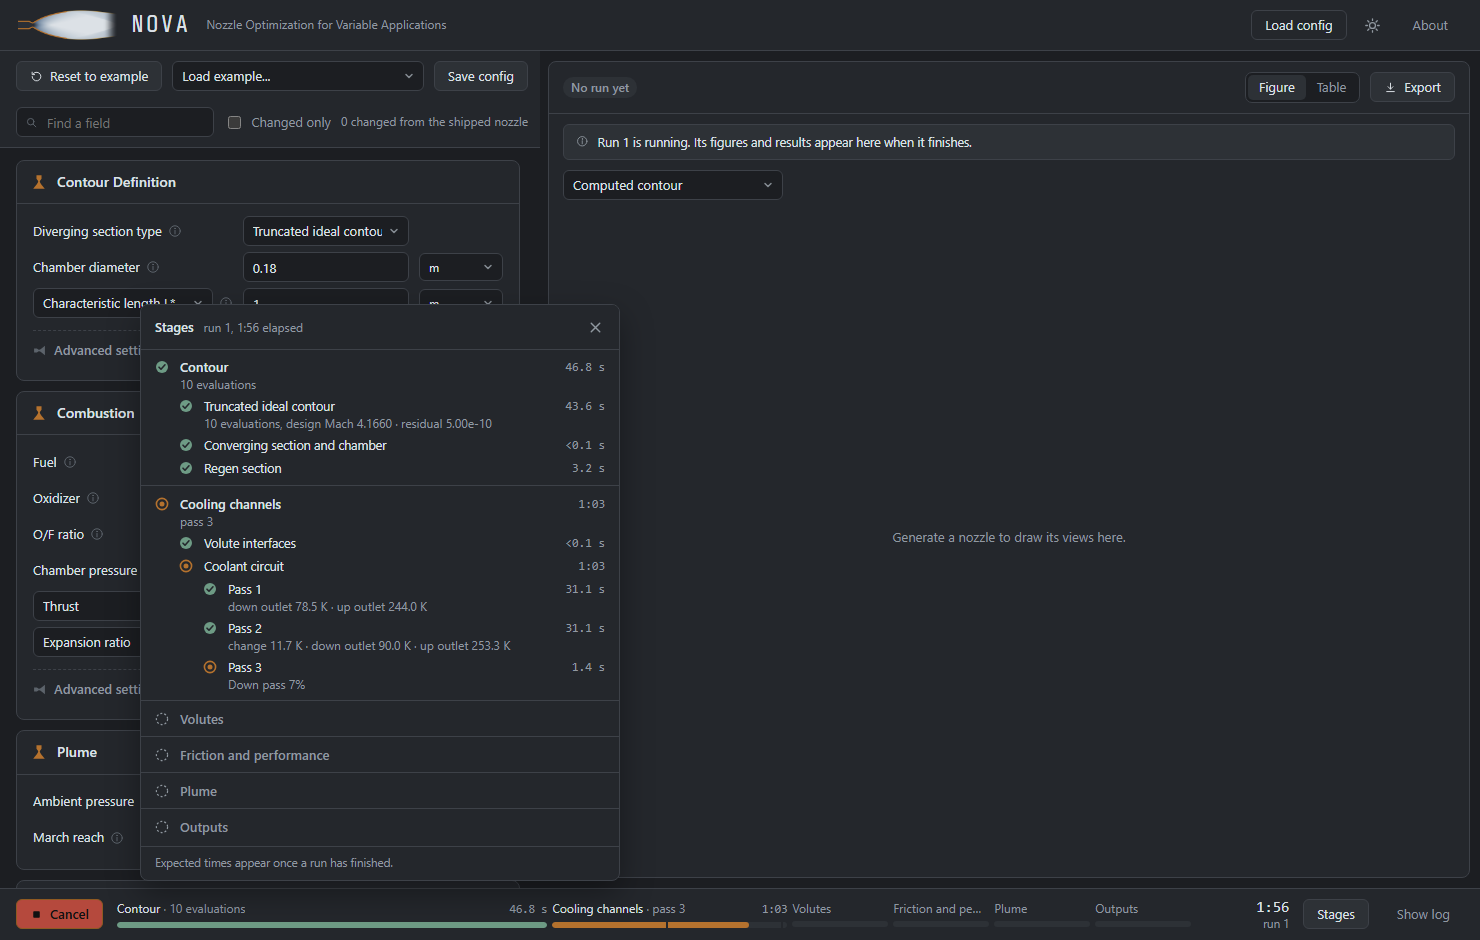 NOVA
Nozzle Optimization for Variable Applications
Load config
About
Reset to example
Load example...
Save config
Find a field
Changed only
0 changed from the shipped nozzle
Contour Definition
Diverging section type
Truncated ideal contou
Chamber diameter
0.18
m
Characteristic length L*
1
m
Advanced setti
Combustion
Fuel
Oxidizer
O/F ratio
Chamber pressure
Thrust
Expansion ratio
Advanced setti
Plume
Ambient pressure
March reach
Stages run 1, 1:56 elapsed
Contour 46.8 s
10 evaluations
Truncated ideal contour 43.6 s
10 evaluations, design Mach 4.1660 · residual 5.00e-10
Converging section and chamber <0.1 s
Regen section 3.2 s
Cooling channels 1:03
pass 3
Volute interfaces <0.1 s
Coolant circuit 1:03
Pass 1 31.1 s
down outlet 78.5 K · up outlet 244.0 K
Pass 2 31.1 s
change 11.7 K · down outlet 90.0 K · up outlet 253.3 K
Pass 3 1.4 s
Down pass 7%
Volutes
Friction and performance
Plume
Outputs
Expected times appear once a run has finished.
No run yet
Figure
Table
Export
Run 1 is running. Its figures and results appear here when it finishes.
Computed contour
Generate a nozzle to draw its views here.
Cancel
Contour · 10 evaluations 46.8 s
Cooling channels · pass 3 1:03
Volutes
Friction and pe...
Plume
Outputs
1:56
run 1
Stages
Show log